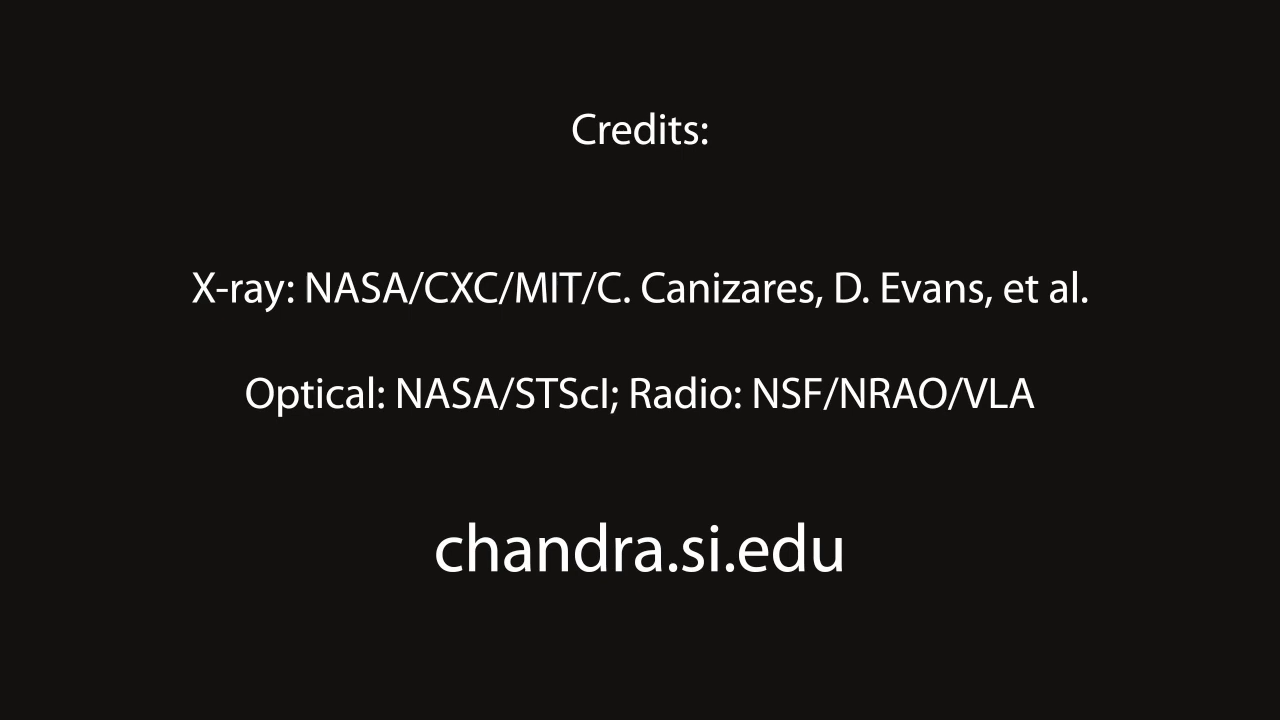 Credits:
X-ray: NASA/CXC/MIT/C. Canizares, D. Evans, et al.
Optical: NASA/STScI; Radio: NSF/NRAO/VLA
chandra.si.edu